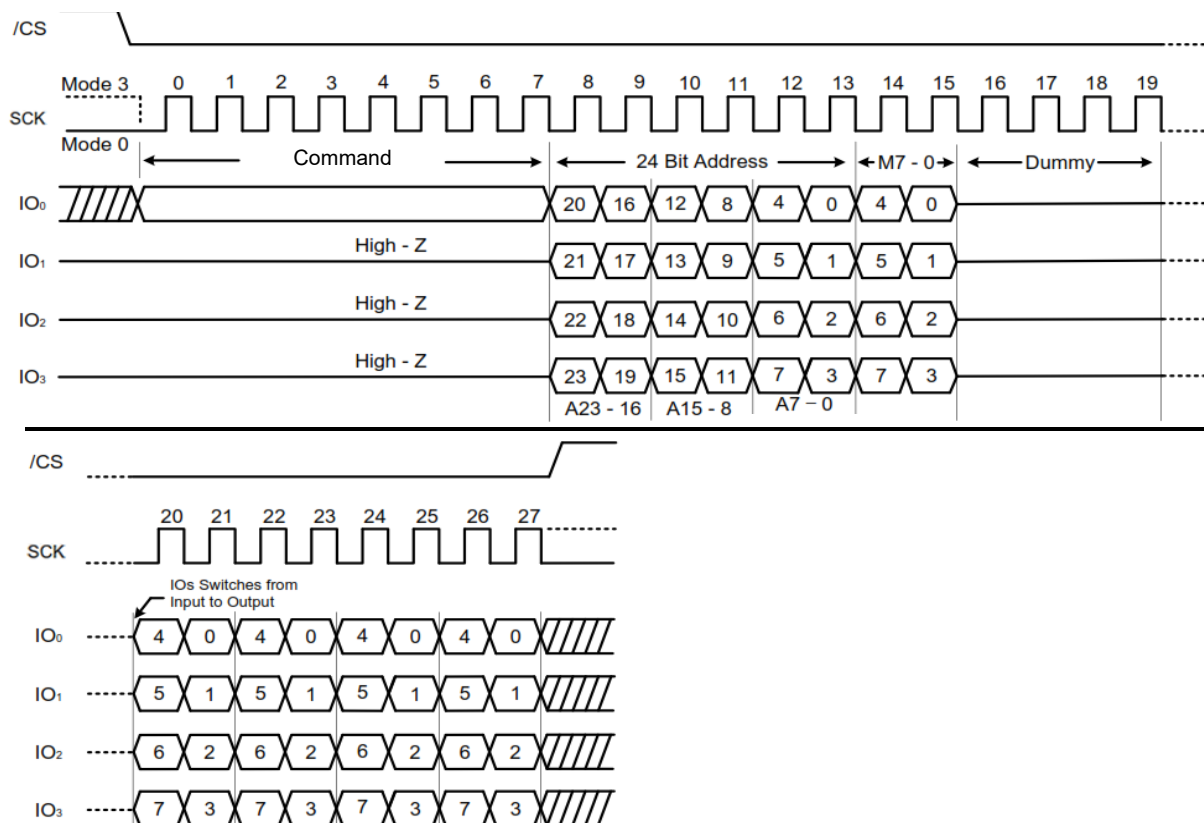 /CS
Mode 3 0 1 2 3 4 5 6 7 8 9 10 11 12 13 14 15 16 17 18 19
SCK
Mode 0
Command 24 Bit Address M7 - 0 Dummy
IO₀ 20 16 12 8 4 0 4 0
High - Z
IO₁ 21 17 13 9 5 1 5 1
High - Z
IO₂ 22 18 14 10 6 2 6 2
High - Z
IO₃ 23 19 15 11 7 3 7 3
A23 - 16 A15 - 8 A7 – 0
/CS
20 21 22 23 24 25 26 27
SCK
IOs Switches from
Input to Output
IO₀ 4 0 4 0 4 0 4 0
IO₁ 5 1 5 1 5 1 5 1
IO₂ 6 2 6 2 6 2 6 2
IO₃ 7 3 7 3 7 3 7 3